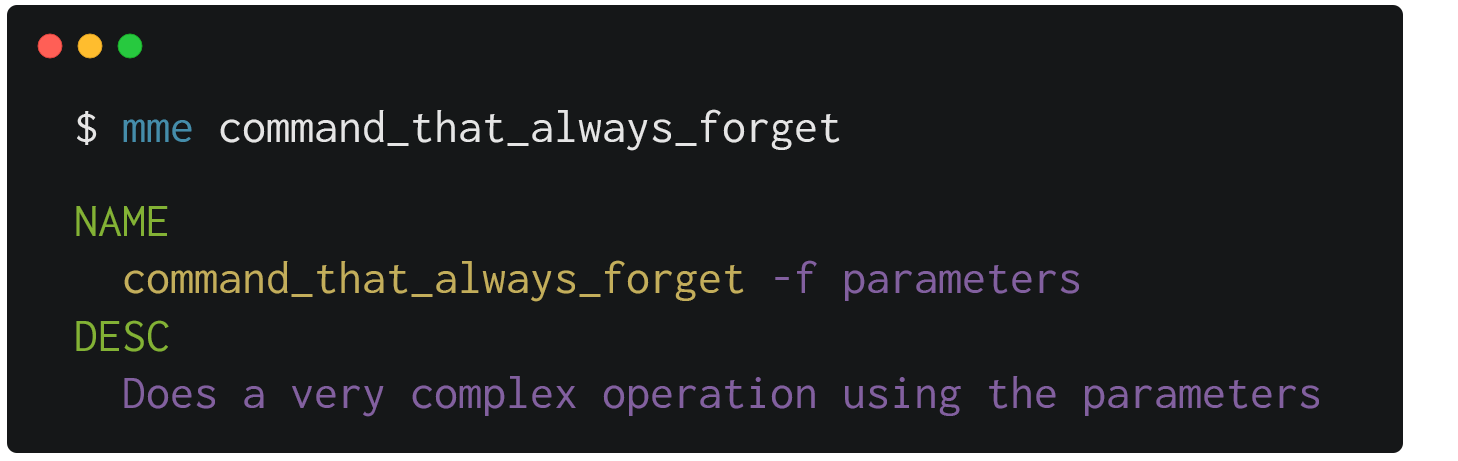 $ mme command_that_always_forget
NAME
command_that_always_forget -f parameters
DESC
Does a very complex operation using the parameters